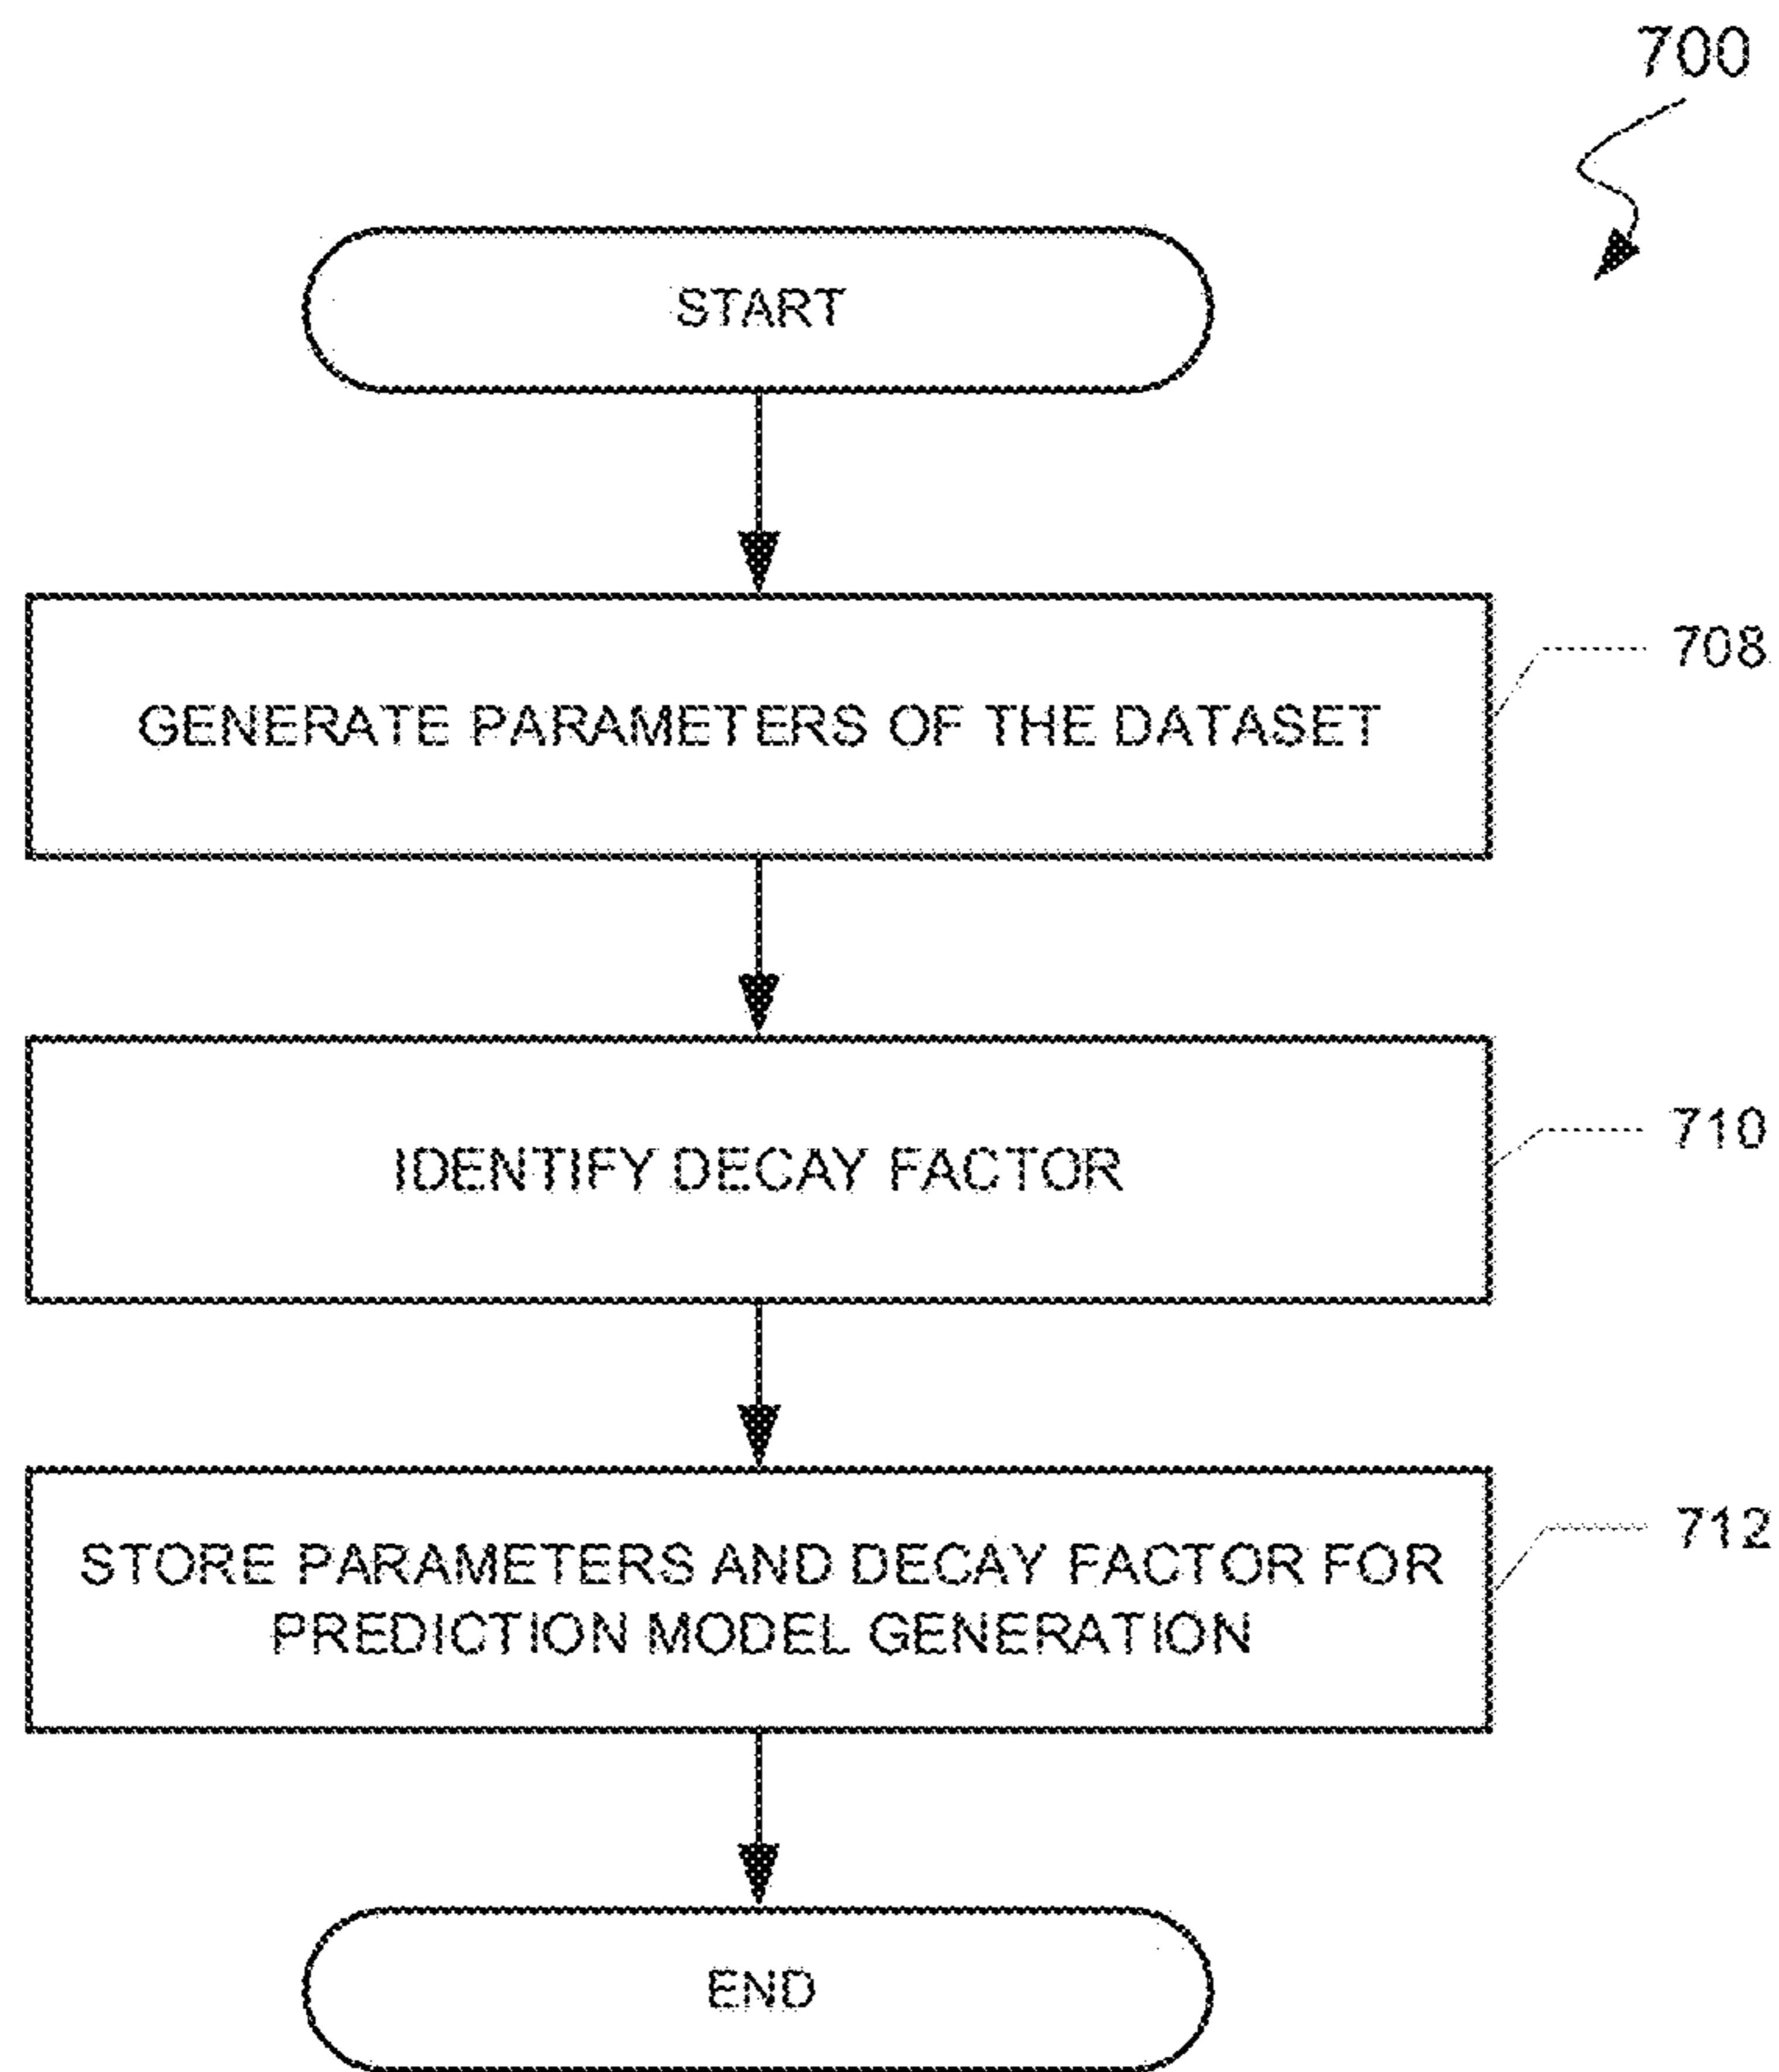 700
START
GENERATE PARAMETERS OF THE DATASET
708
IDENTIFY DECAY FACTOR
710
STORE PARAMETERS AND DECAY FACTOR FOR
PREDICTION MODEL GENERATION
712
END